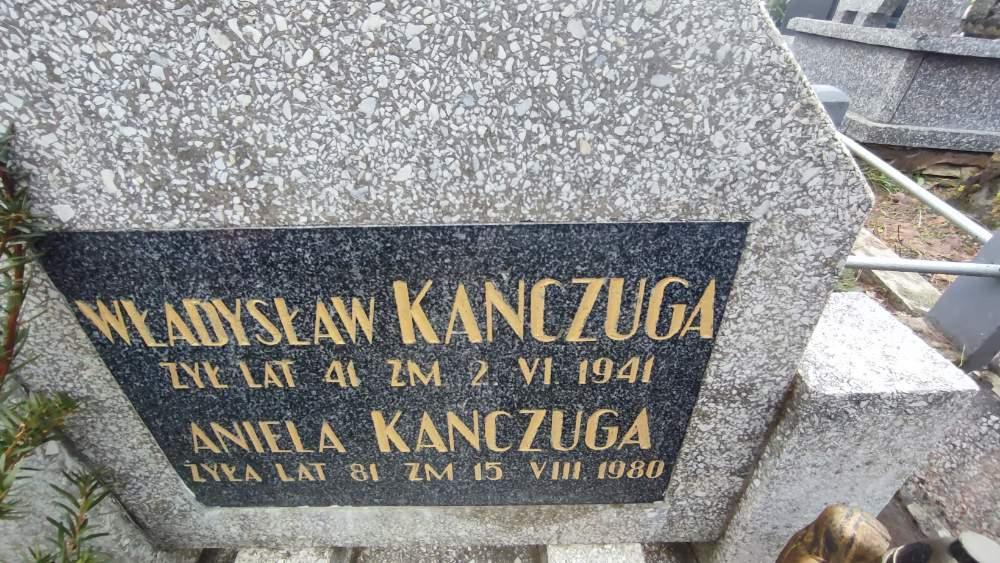 WŁADYSŁAW KANCZUGA
ŻYŁ LAT 41 ZM 2. VI. 1941
ANIELA KANCZUGA
ŻYŁA LAT 81 ZM 15 VIII. 1980